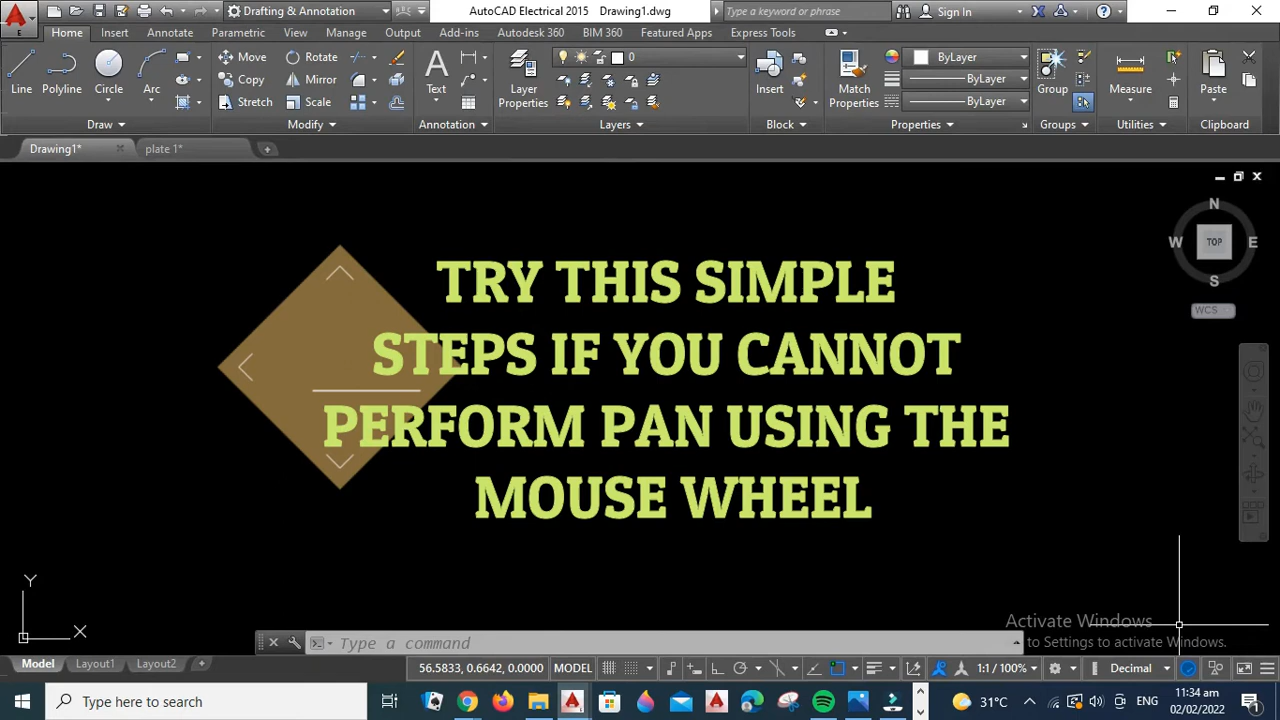 Drafting & Annotation
AutoCAD Electrical 2015 Drawing1.dwg
Type a keyword or phrase
Sign In
E
Home
Insert
Annotate
Parametric
View
Manage
Output
Add-ins
Autodesk 360
BIM 360
Featured Apps
Express Tools
Line
Polyline
Circle
Arc
Move
Rotate
Copy
Mirror
Stretch
Scale
A
Text
Layer
Properties
0
Insert
Match
Properties
ByLayer
ByLayer
ByLayer
Group
Measure
Paste
Draw
Modify
Annotation
Layers
Block
Properties
Groups
Utilities
Clipboard
Drawing1*
plate 1*
N
W
TOP
E
S
WCS
TRY THIS SIMPLE
STEPS IF YOU CANNOT
PERFORM PAN USING THE
MOUSE WHEEL
Y
X
Activate Windows
to Settings to activate Windows.
Type a command
Model
Layout1
Layout2
56.5833, 0.6642, 0.0000
MODEL
1:1 / 100%
Decimal
Type here to search
31°C
ENG
11:34 am
02/02/2022
1